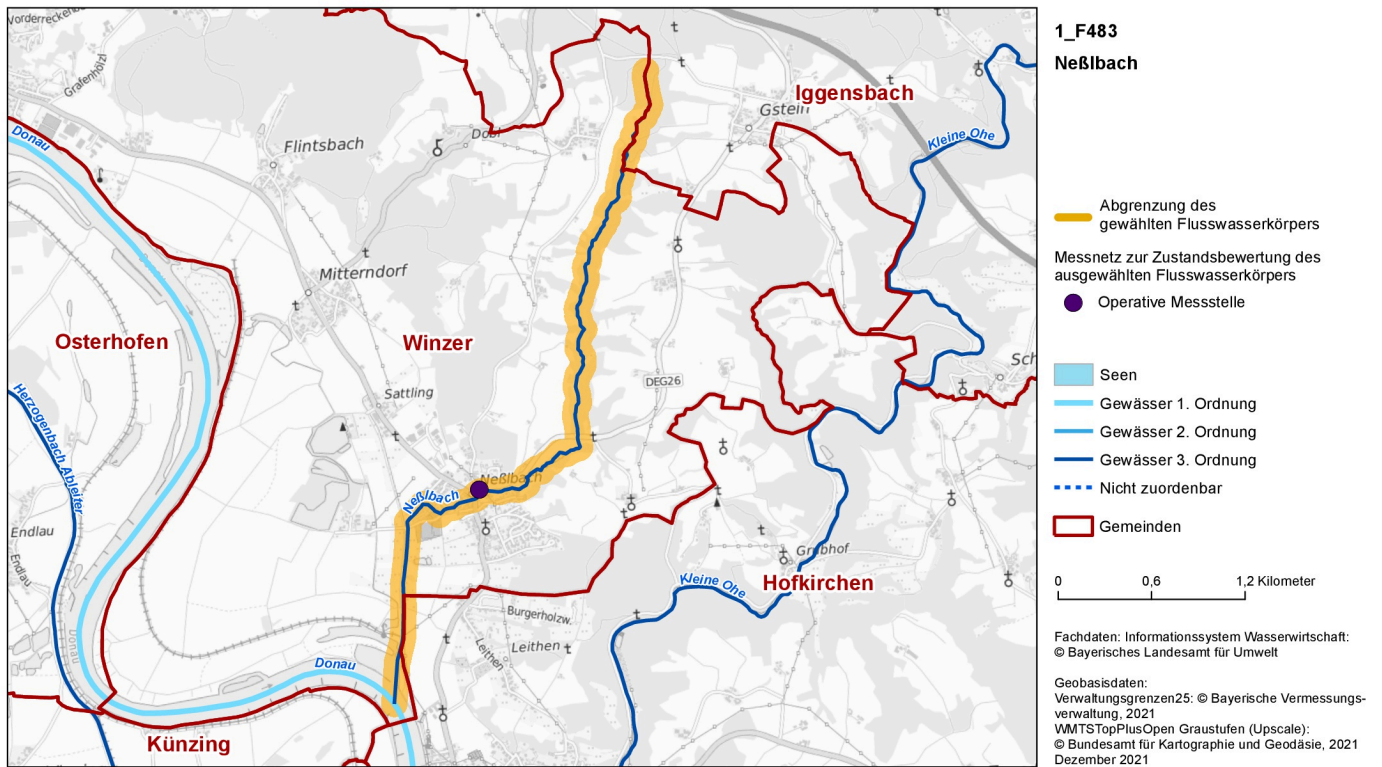 Vorderreckenb
Grafenhölzl
Donau
Flintsbach
Dobl
Gstein
Iggensbach
Kleine Ohe
Mitterndorf
Osterhofen
Winzer
Sattling
DEG26
Sch
Herzogenbach Ableiter
Neßlbach
Neßlbach
Endlau
Endlau
Donau
Grubhof
Hofkirchen
Kleine Ohe
Burgerholzw.
Leithen
Leithen
Donau
Künzing
1_F483
Neßlbach
Abgrenzung des
gewählten Flusswasserkörpers
Messnetz zur Zustandsbewertung des
ausgewählten Flusswasserkörpers
Operative Messstelle
Seen
Gewässer 1. Ordnung
Gewässer 2. Ordnung
Gewässer 3. Ordnung
Nicht zuordenbar
Gemeinden
0 0,6 1,2 Kilometer
Fachdaten: Informationssystem Wasserwirtschaft:
© Bayerisches Landesamt für Umwelt
Geobasisdaten:
Verwaltungsgrenzen25: © Bayerische Vermessungs-
verwaltung, 2021
WMTSTopPlusOpen Graustufen (Upscale):
© Bundesamt für Kartographie und Geodäsie, 2021
Dezember 2021